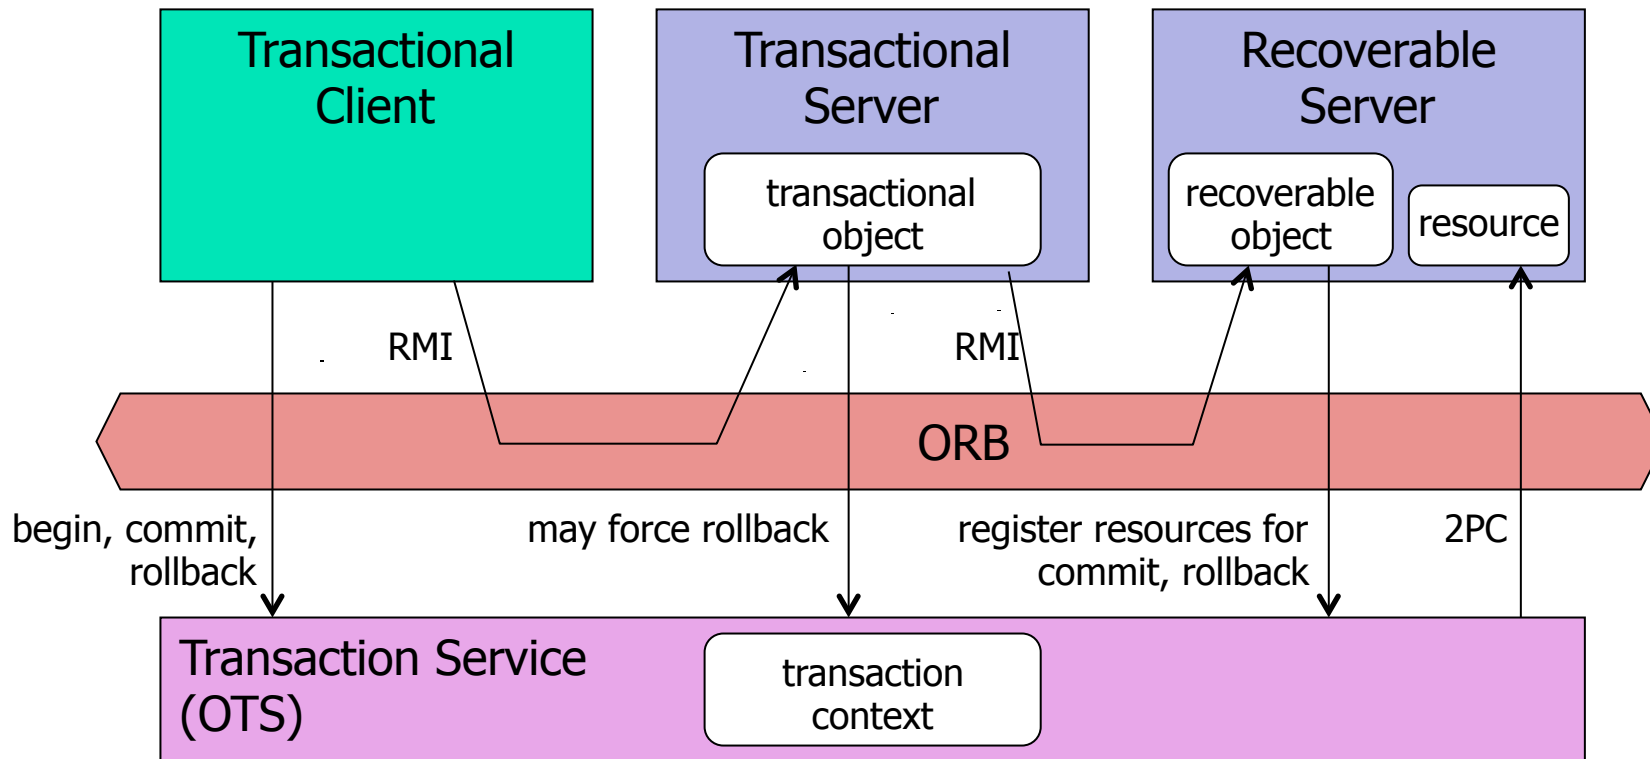 Transactional
Client
Transactional
Server
transactional
object
Recoverable
Server
recoverable
object
resource
RMI
RMI
ORB
begin, commit,
rollback
may force rollback
register resources for
commit, rollback
2PC
Transaction Service
(OTS)
transaction
context